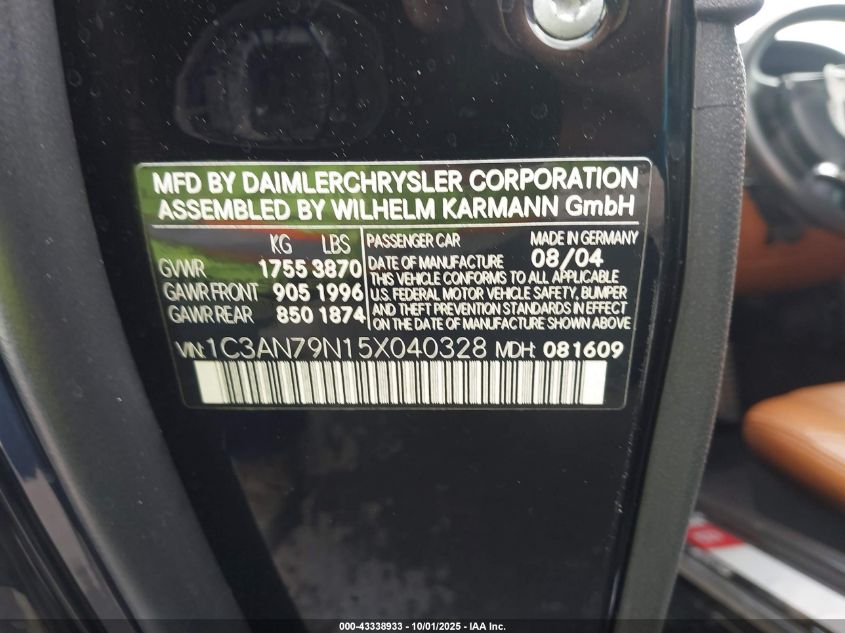 MFD BY DAIMLERCHRYSLER CORPORATION
ASSEMBLED BY WILHELM KARMANN GmbH
KG LBS
GVWR 1755 3870
GAWR FRONT 905 1996
GAWR REAR 850 1874
PASSENGER CAR MADE IN GERMANY
DATE OF MANUFACTURE 08/04
THIS VEHICLE CONFORMS TO ALL APPLICABLE
U.S. FEDERAL MOTOR VEHICLE SAFETY, BUMPER
AND THEFT PREVENTION STANDARDS IN EFFECT
ON THE DATE OF MANUFACTURE SHOWN ABOVE.
VIN: 1C3AN79N15X040328 MDH: 081609
000-43338933 - 10/01/2025 - IAA Inc.